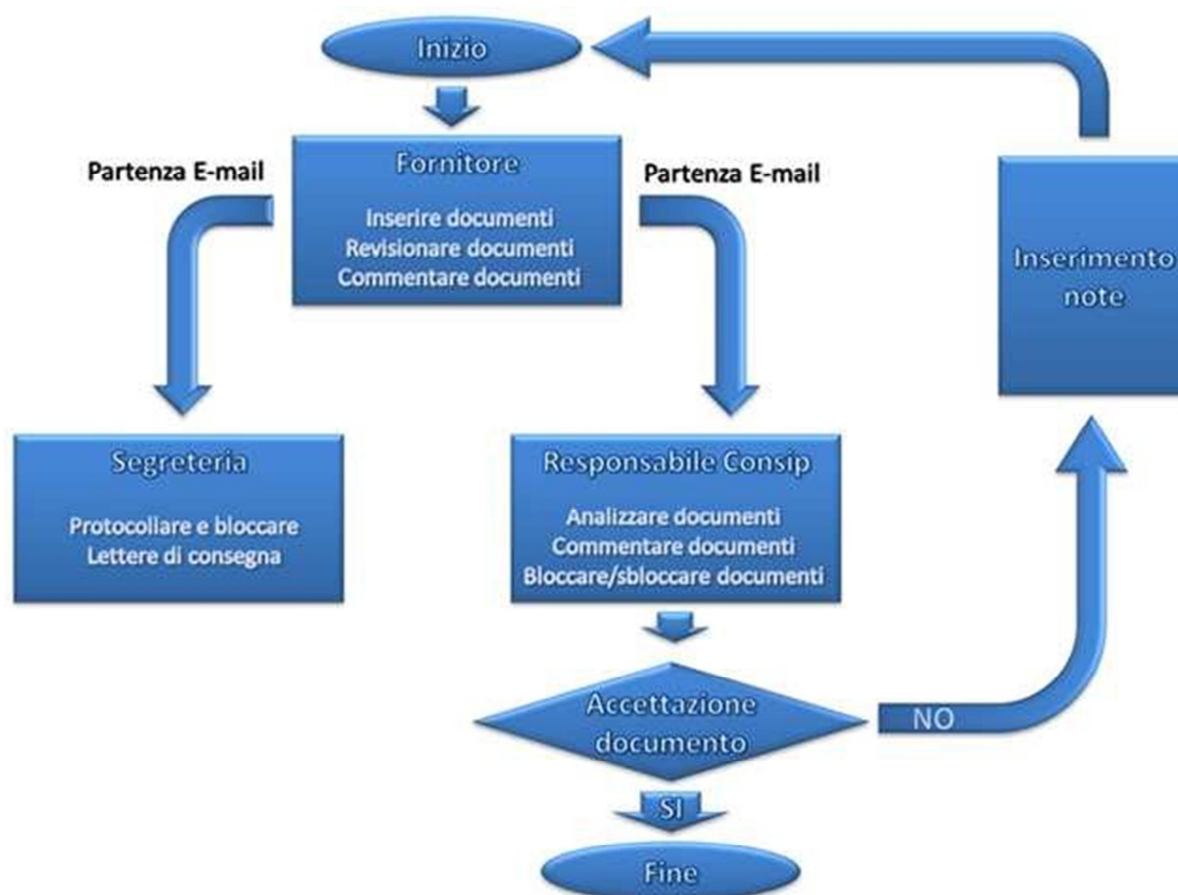 Inizio
Partenza E-mail
Fornitore
Inserire documenti
Revisionare documenti
Commentare documenti
Partenza E-mail
Inserimento
note
Segreteria
Protocollare e bloccare
Lettere di consegna
Responsabile Consip
Analizzare documenti
Commentare documenti
Bloccare/sbloccare documenti
Accettazione
documento
NO
SI
Fine